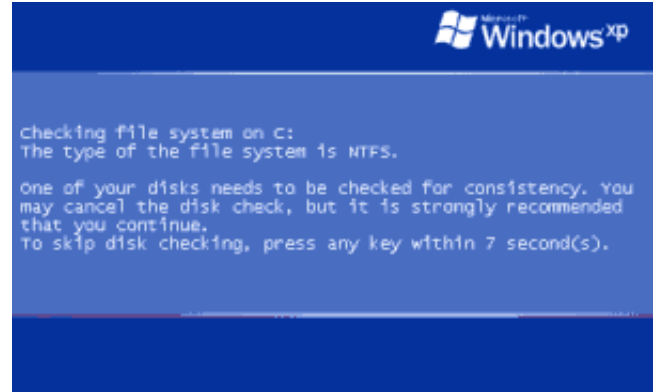 Microsoft
Windows xp
Checking file system on C:
The type of the file system is NTFS.
One of your disks needs to be checked for consistency. You
may cancel the disk check, but it is strongly recommended
that you continue.
To skip disk checking, press any key within 7 second(s).